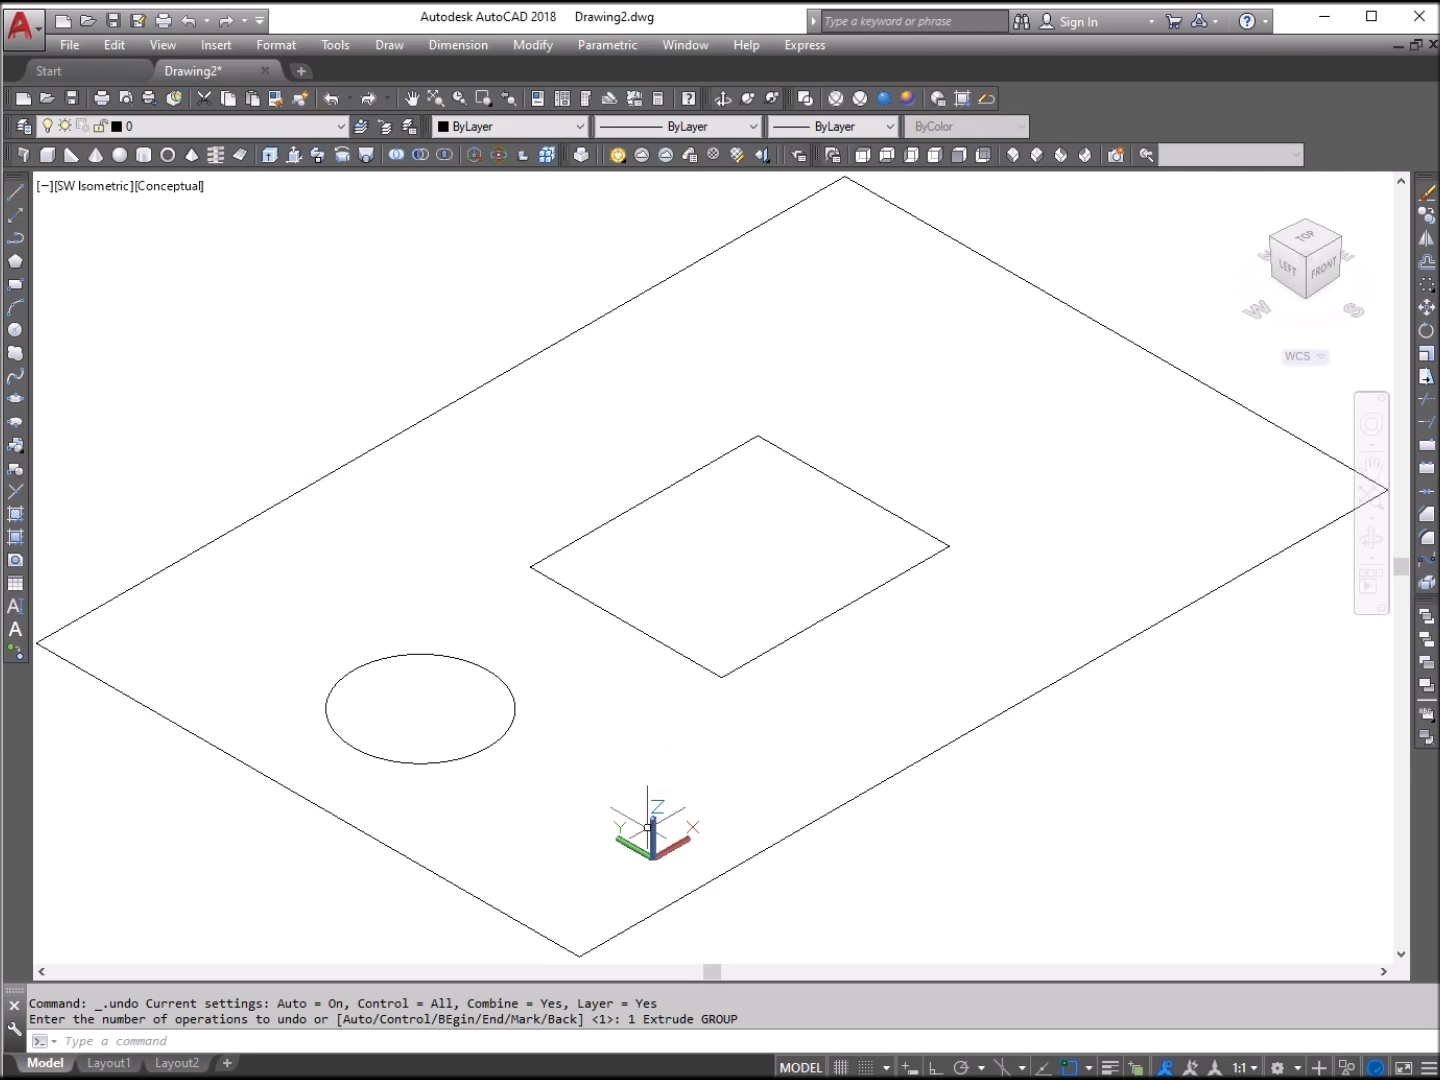 Autodesk AutoCAD 2018 Drawing2.dwg
Type a keyword or phrase
Sign In
File Edit View Insert Format Tools Draw Dimension Modify Parametric Window Help Express
Start Drawing2*
0 ByLayer ByLayer ByLayer ByColor
[−][SW Isometric][Conceptual]
TOP
LEFT FRONT
W S
WCS
Z
Y X
Command: _.undo Current settings: Auto = On, Control = All, Combine = Yes, Layer = Yes
Enter the number of operations to undo or [Auto/Control/BEgin/End/Mark/Back] <1>: 1 Extrude GROUP
Type a command
Model Layout1 Layout2 +
MODEL 1:1